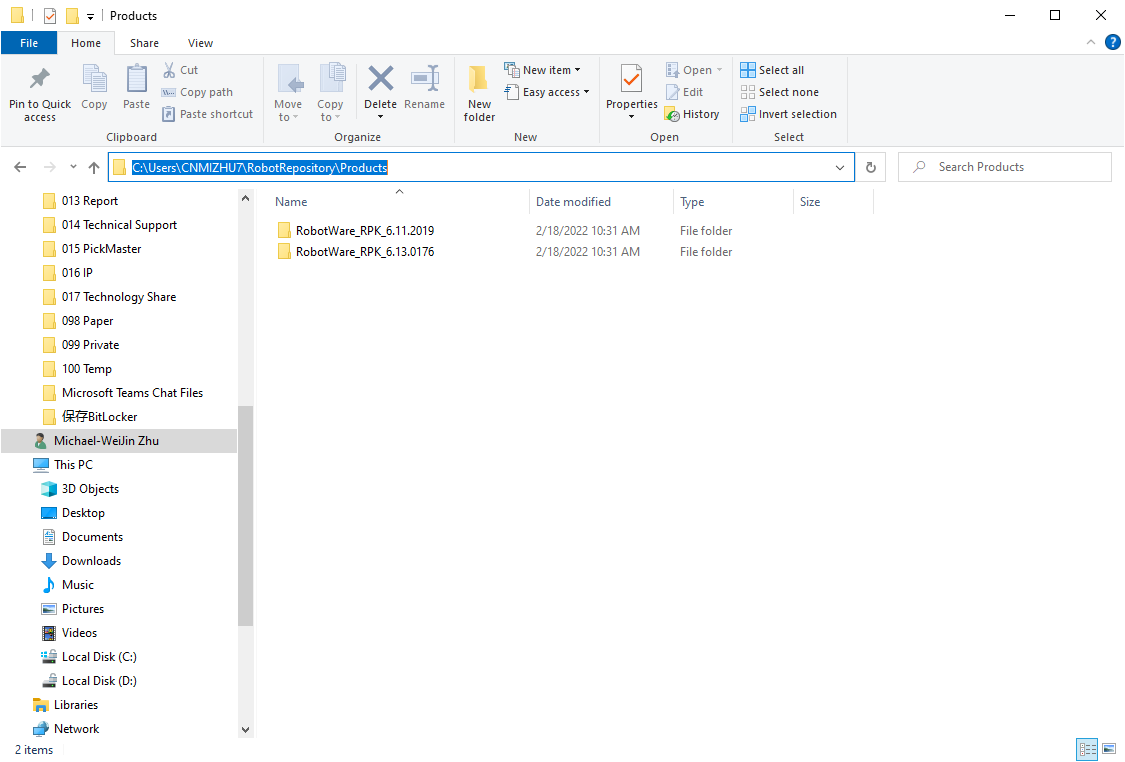 Products
File Home Share View
Pin to Quick access
Copy
Paste
Cut
Copy path
Paste shortcut
Clipboard
Move to
Copy to
Delete
Rename
Organize
New folder
New item
Easy access
New
Properties
Open
Edit
History
Open
Select all
Select none
Invert selection
Select
C:\Users\CNMIZHU7\RobotRepository\Products
Search Products
013 Report
014 Technical Support
015 PickMaster
016 IP
017 Technology Share
098 Paper
099 Private
100 Temp
Microsoft Teams Chat Files
保存BitLocker
Michael-WeiJin Zhu
This PC
3D Objects
Desktop
Documents
Downloads
Music
Pictures
Videos
Local Disk (C:)
Local Disk (D:)
Libraries
Network
Name Date modified Type Size
RobotWare_RPK_6.11.2019 2/18/2022 10:31 AM File folder
RobotWare_RPK_6.13.0176 2/18/2022 10:31 AM File folder
2 items